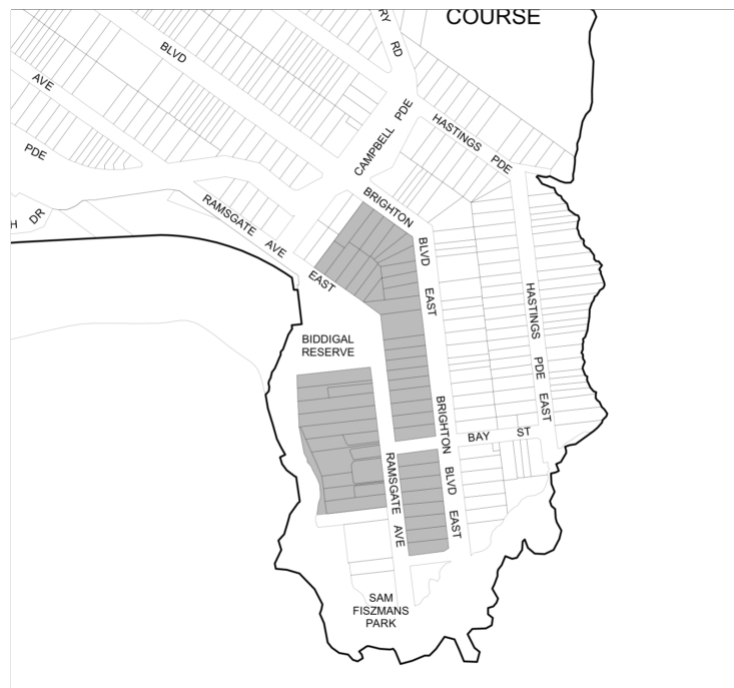 COURSE
RY RD
BLVD
AVE
CAMPBELL PDE
HASTINGS PDE
PDE
BRIGHTON
RAMSGATE AVE
H DR
BLVD EAST
EAST
HASTINGS PDE EAST
BIDDIGAL
RESERVE
BRIGHTON BLVD EAST
BAY ST
RAMSGATE AVE
SAM
FISZMANS
PARK